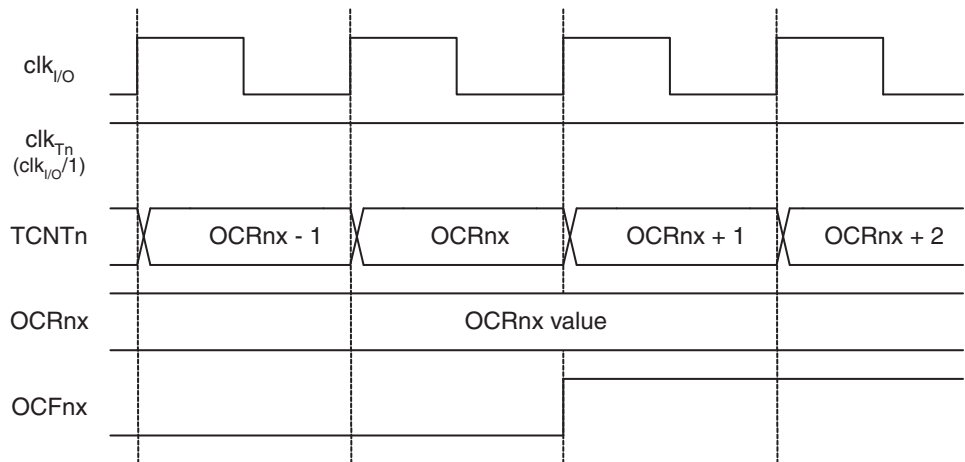 clkI/O
clkTn
(clkI/O/1)
TCNTn OCRnx - 1 OCRnx OCRnx + 1 OCRnx + 2
OCRnx OCRnx value
OCFnx